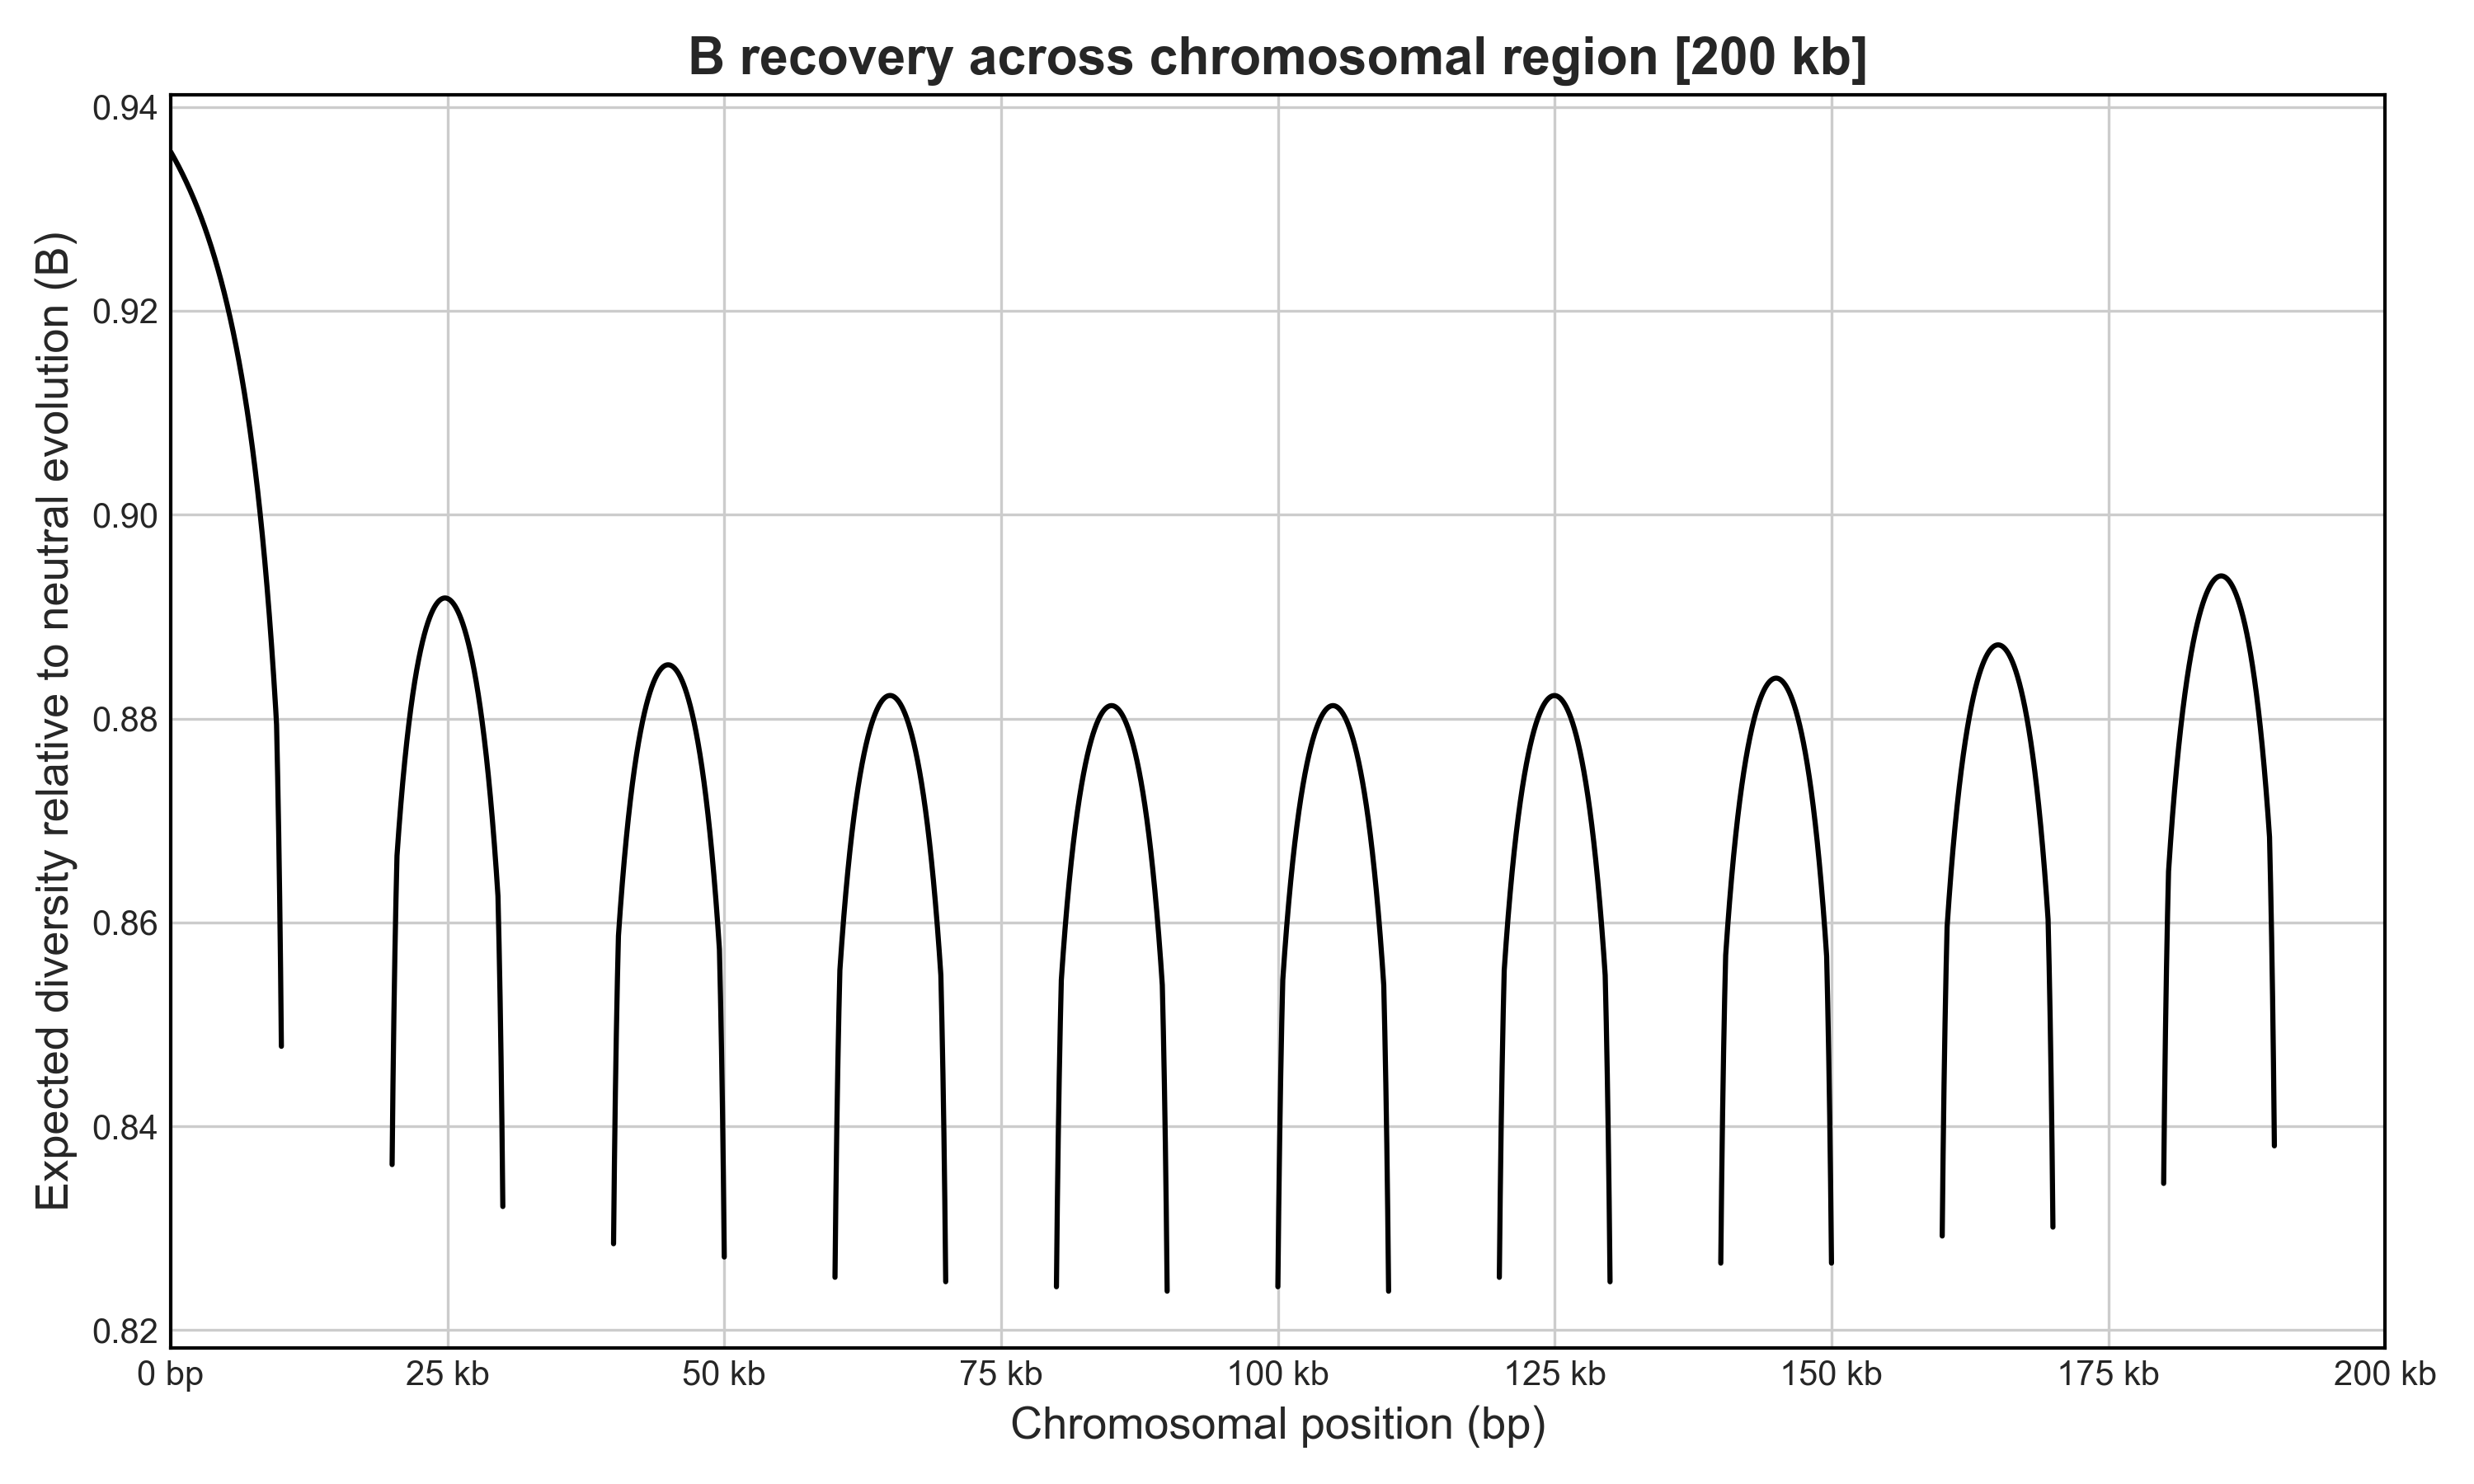 B recovery across chromosomal region [200 kb]
Expected diversity relative to neutral evolution (B)
0.94
0.92
0.90
0.88
0.86
0.84
0.82
0 bp 25 kb 50 kb 75 kb 100 kb 125 kb 150 kb 175 kb 200 kb
Chromosomal position (bp)